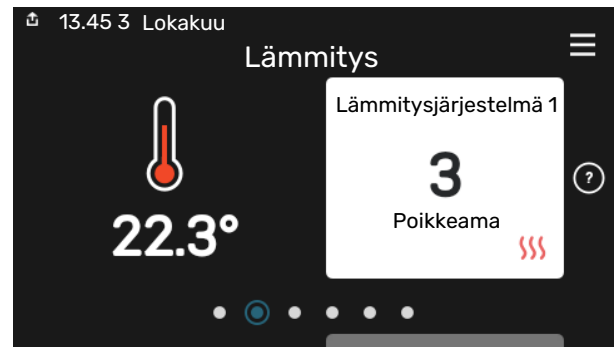 13.45 3 Lokakuu
Lämmitys
Lämmitysjärjestelmä 1
3
Poikkeama
22.3°
?